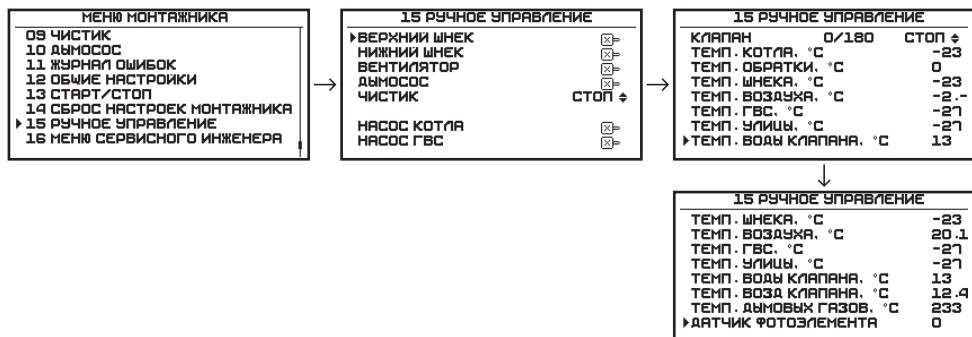 МЕНЮ МОНТАЖНИКА
09 ЧИСТИК
10 ДЫМОСОС
11 ЖУРНАЛ ОШИБОК
12 ОБЩИЕ НАСТРОЙКИ
13 СТАРТ/СТОП
14 СБРОС НАСТРОЕК МОНТАЖНИКА
15 РУЧНОЕ УПРАВЛЕНИЕ
16 МЕНЮ СЕРВИСНОГО ИНЖЕНЕРА
15 РУЧНОЕ УПРАВЛЕНИЕ
ВЕРХНИЙ ШНЕК
НИЖНИЙ ШНЕК
ВЕНТИЛЯТОР
ДЫМОСОС
ЧИСТИК СТОП
НАСОС КОТЛА
НАСОС ГВС
15 РУЧНОЕ УПРАВЛЕНИЕ
КЛАПАН 0/180 СТОП
ТЕМП. КОТЛА, °C -23
ТЕМП. ОБРАТКИ, °C 0
ТЕМП. ШНЕКА, °C -23
ТЕМП. ВОЗДУХА, °C -2.-
ТЕМП. ГВС, °C -27
ТЕМП. УЛИЦЫ, °C -27
ТЕМП. ВОДЫ КЛАПАНА, °C 13
15 РУЧНОЕ УПРАВЛЕНИЕ
ТЕМП. ШНЕКА, °C -23
ТЕМП. ВОЗДУХА, °C 20.1
ТЕМП. ГВС, °C -27
ТЕМП. УЛИЦЫ, °C -27
ТЕМП. ВОДЫ КЛАПАНА, °C 13
ТЕМП. ВОЗД КЛАПАНА, °C 12.4
ТЕМП. ДЫМОВЫХ ГАЗОВ, °C 233
ДАТЧИК ФОТОЭЛЕМЕНТА 0